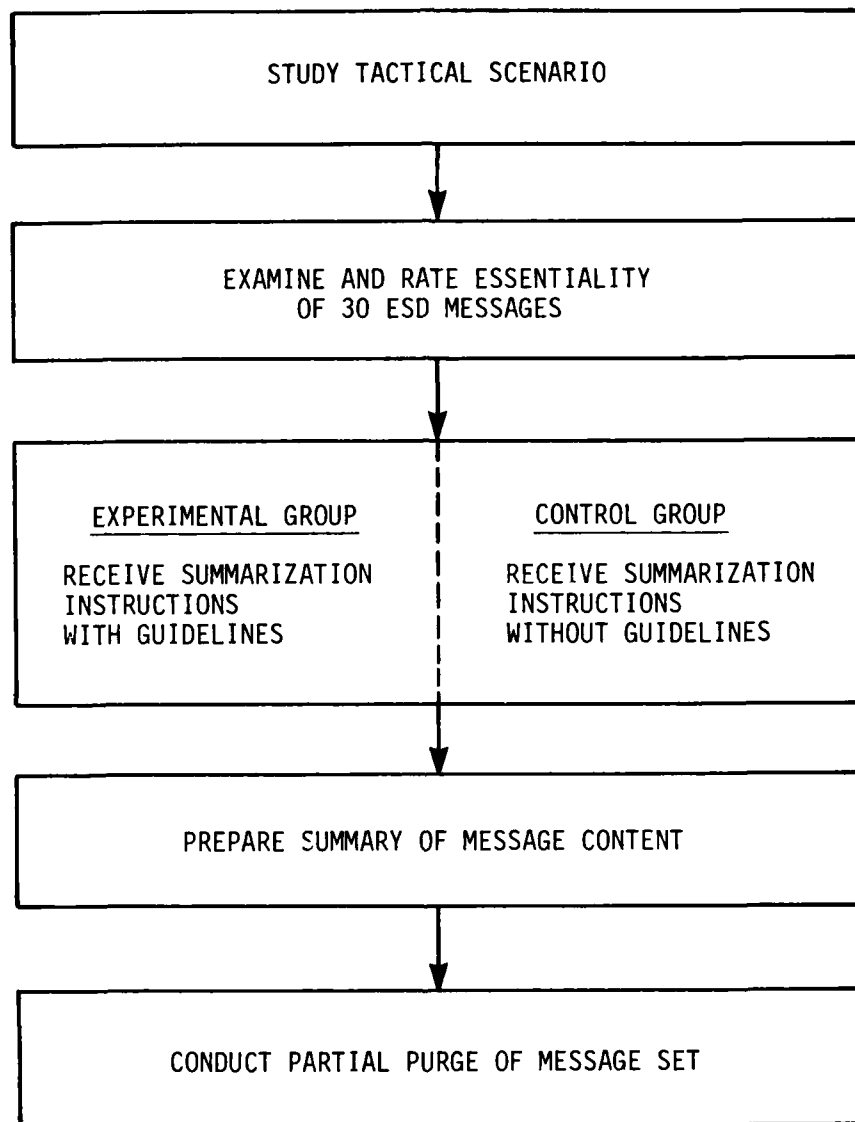 STUDY TACTICAL SCENARIO
EXAMINE AND RATE ESSENTIALITY
OF 30 ESD MESSAGES
EXPERIMENTAL GROUP
RECEIVE SUMMARIZATION
INSTRUCTIONS
WITH GUIDELINES
CONTROL GROUP
RECEIVE SUMMARIZATION
INSTRUCTIONS
WITHOUT GUIDELINES
PREPARE SUMMARY OF MESSAGE CONTENT
CONDUCT PARTIAL PURGE OF MESSAGE SET